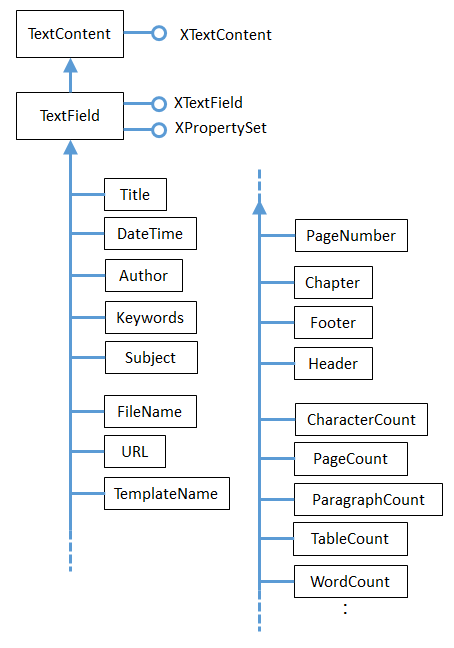 TextContent
XTextContent
TextField
XTextField
XPropertySet
Title
DateTime
Author
Keywords
Subject
FileName
URL
TemplateName
PageNumber
Chapter
Footer
Header
CharacterCount
PageCount
ParagraphCount
TableCount
WordCount
: